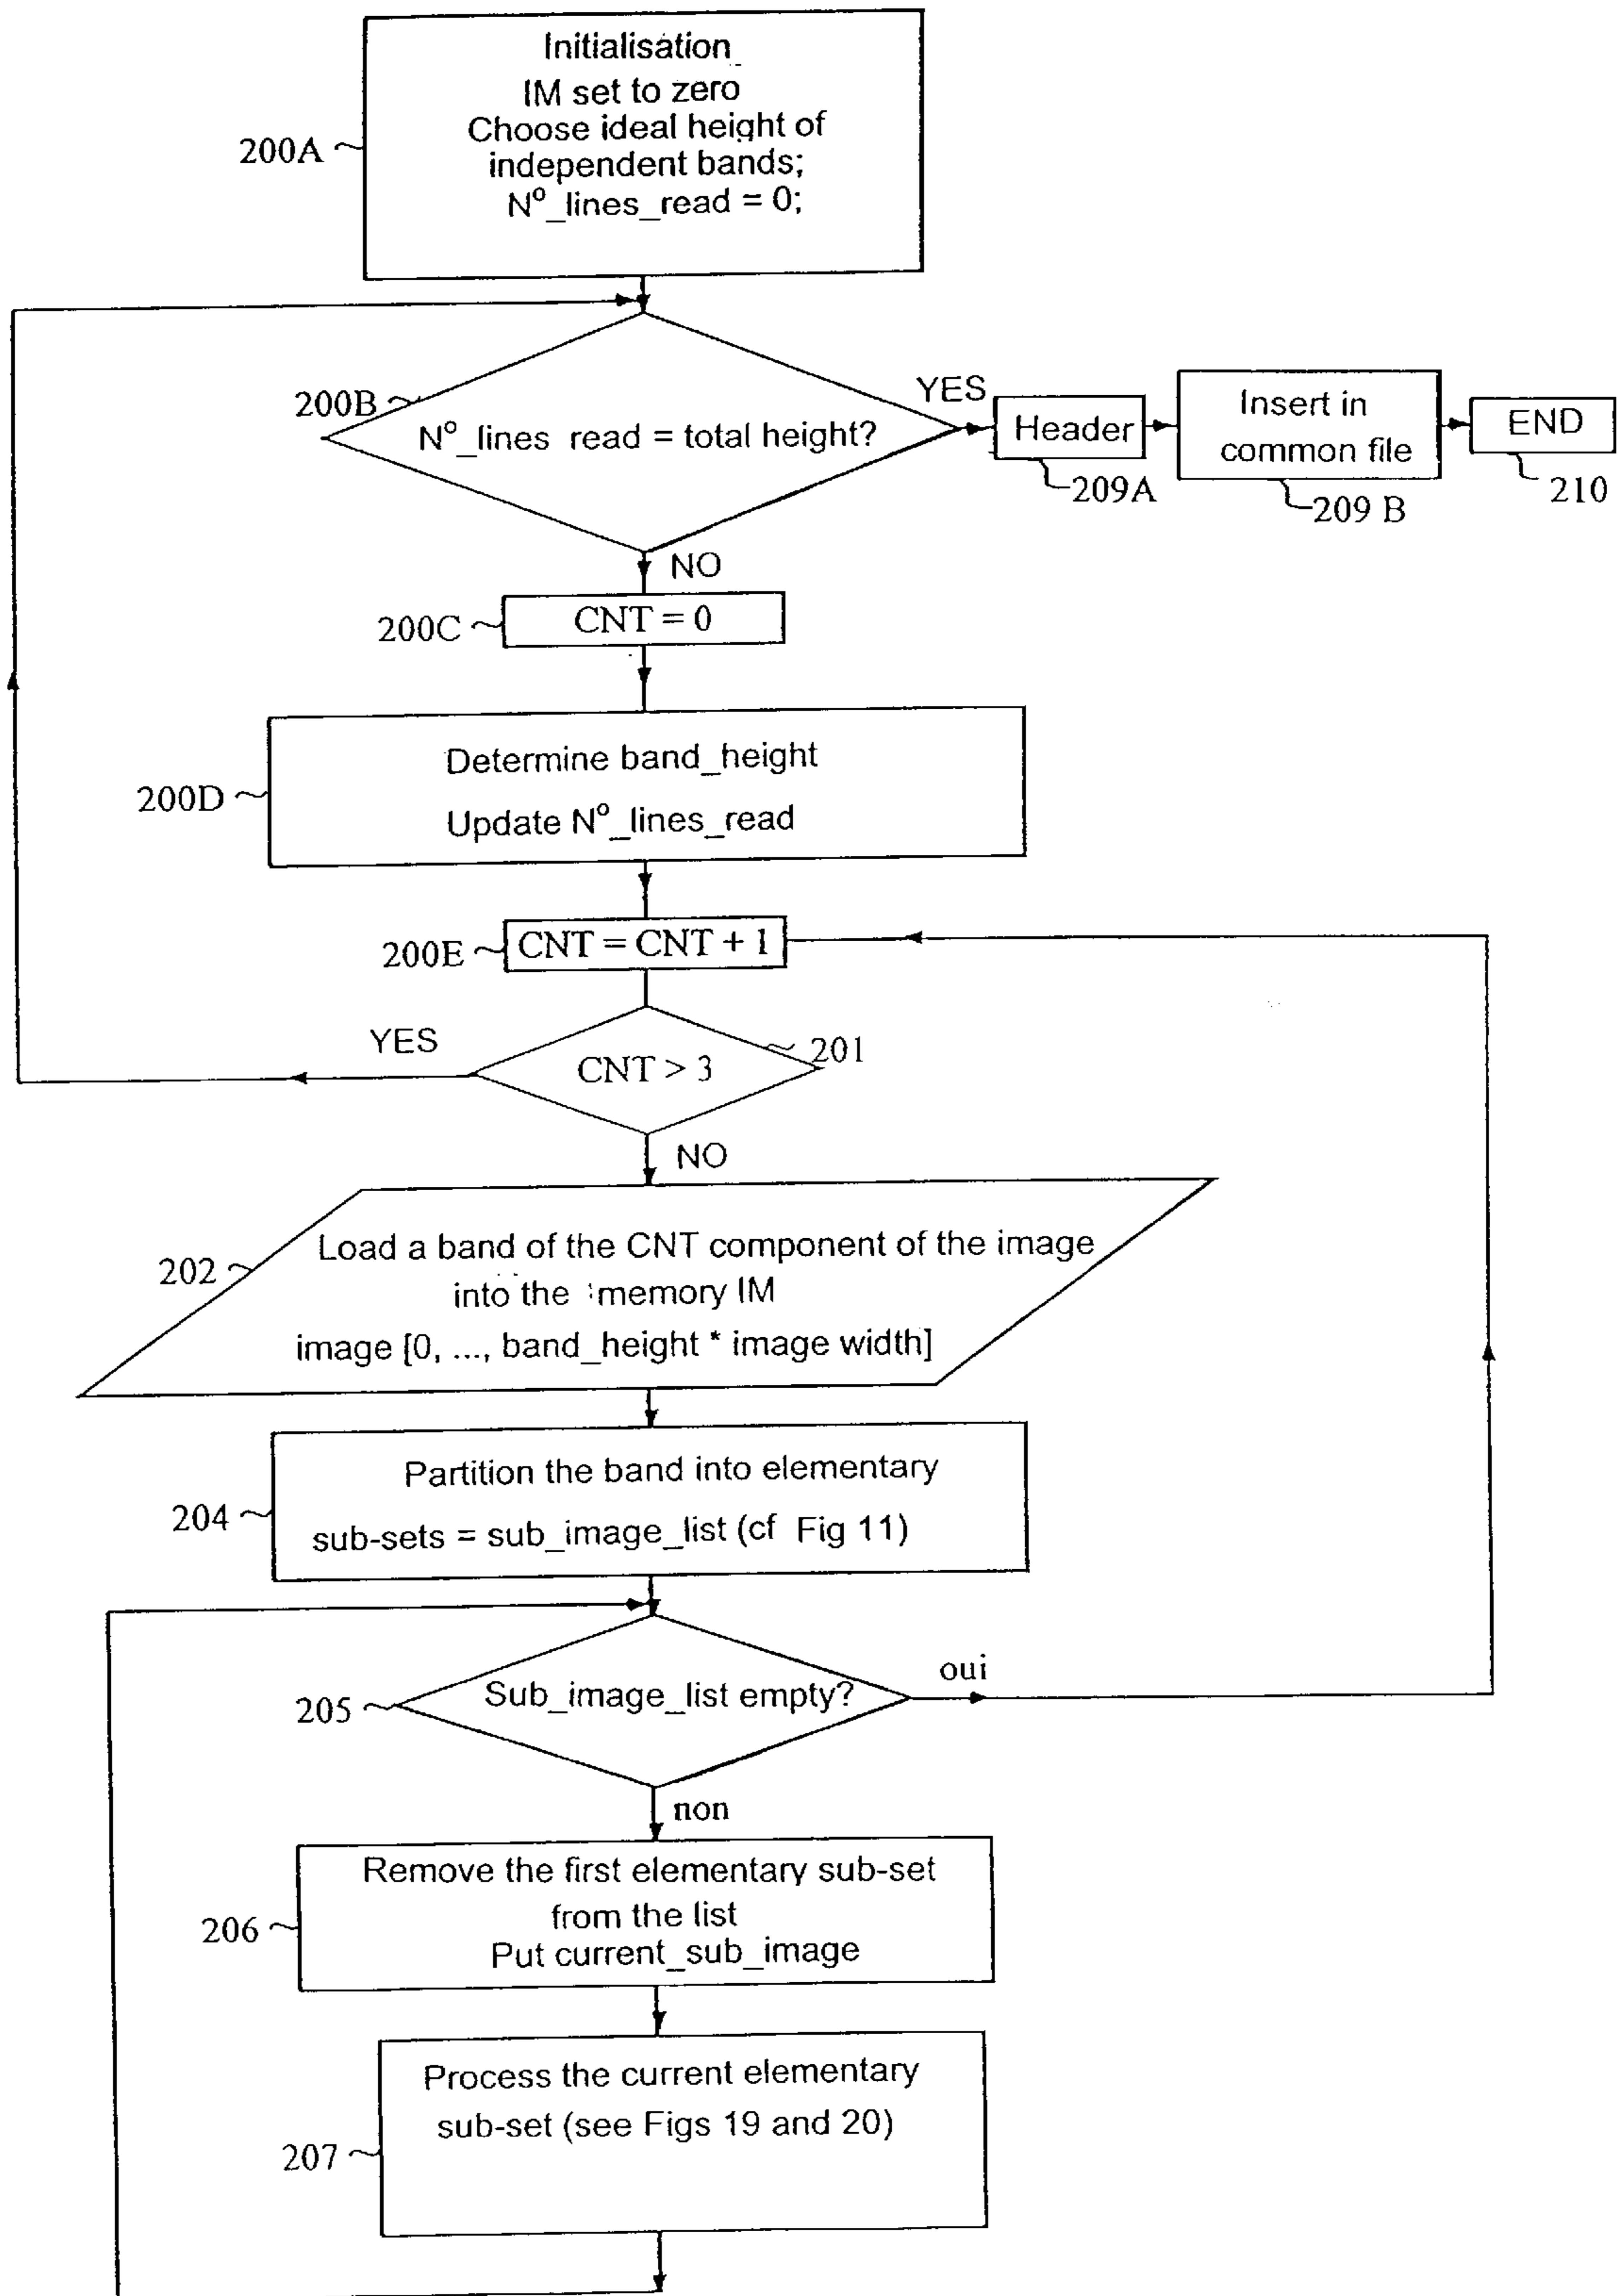 Initialisation
IM set to zero
Choose ideal height of
independent bands;
N°_lines_read = 0;
200A
200B
N°_lines read = total height?
YES
Header
209A
Insert in
common file
209 B
END
210
NO
200C
CNT = 0
200D
Determine band_height
Update N°_lines_read
200E
CNT = CNT + 1
YES
CNT > 3
201
NO
202
Load a band of the CNT component of the image
into the memory IM
image [0, ..., band_height * image width]
204
Partition the band into elementary
sub-sets = sub_image_list (cf Fig 11)
205
Sub_image_list empty?
oui
non
206
Remove the first elementary sub-set
from the list
Put current_sub_image
207
Process the current elementary
sub-set (see Figs 19 and 20)